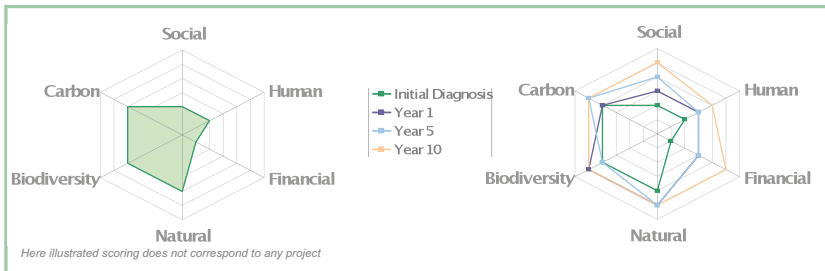 Social
Carbon
Human
Biodiversity
Financial
Natural
Here illustrated scoring does not correspond to any project
Initial Diagnosis
Year 1
Year 5
Year 10
Social
Carbon
Human
Biodiversity
Financial
Natural